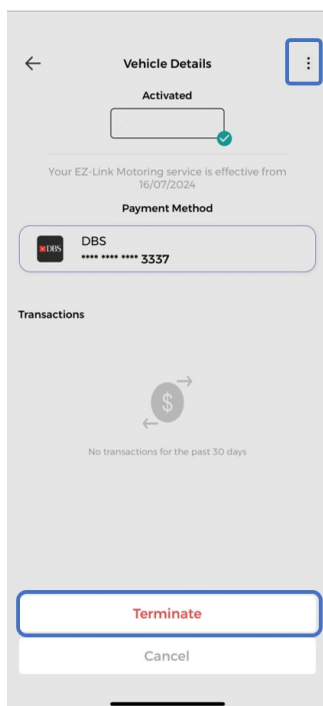 Vehicle Details
Activated
Your EZ-Link Motoring service is effective from
16/07/2024
Payment Method
DBS
DBS
**** **** **** 3337
Transactions
$
No transactions for the past 30 days
Terminate
Cancel